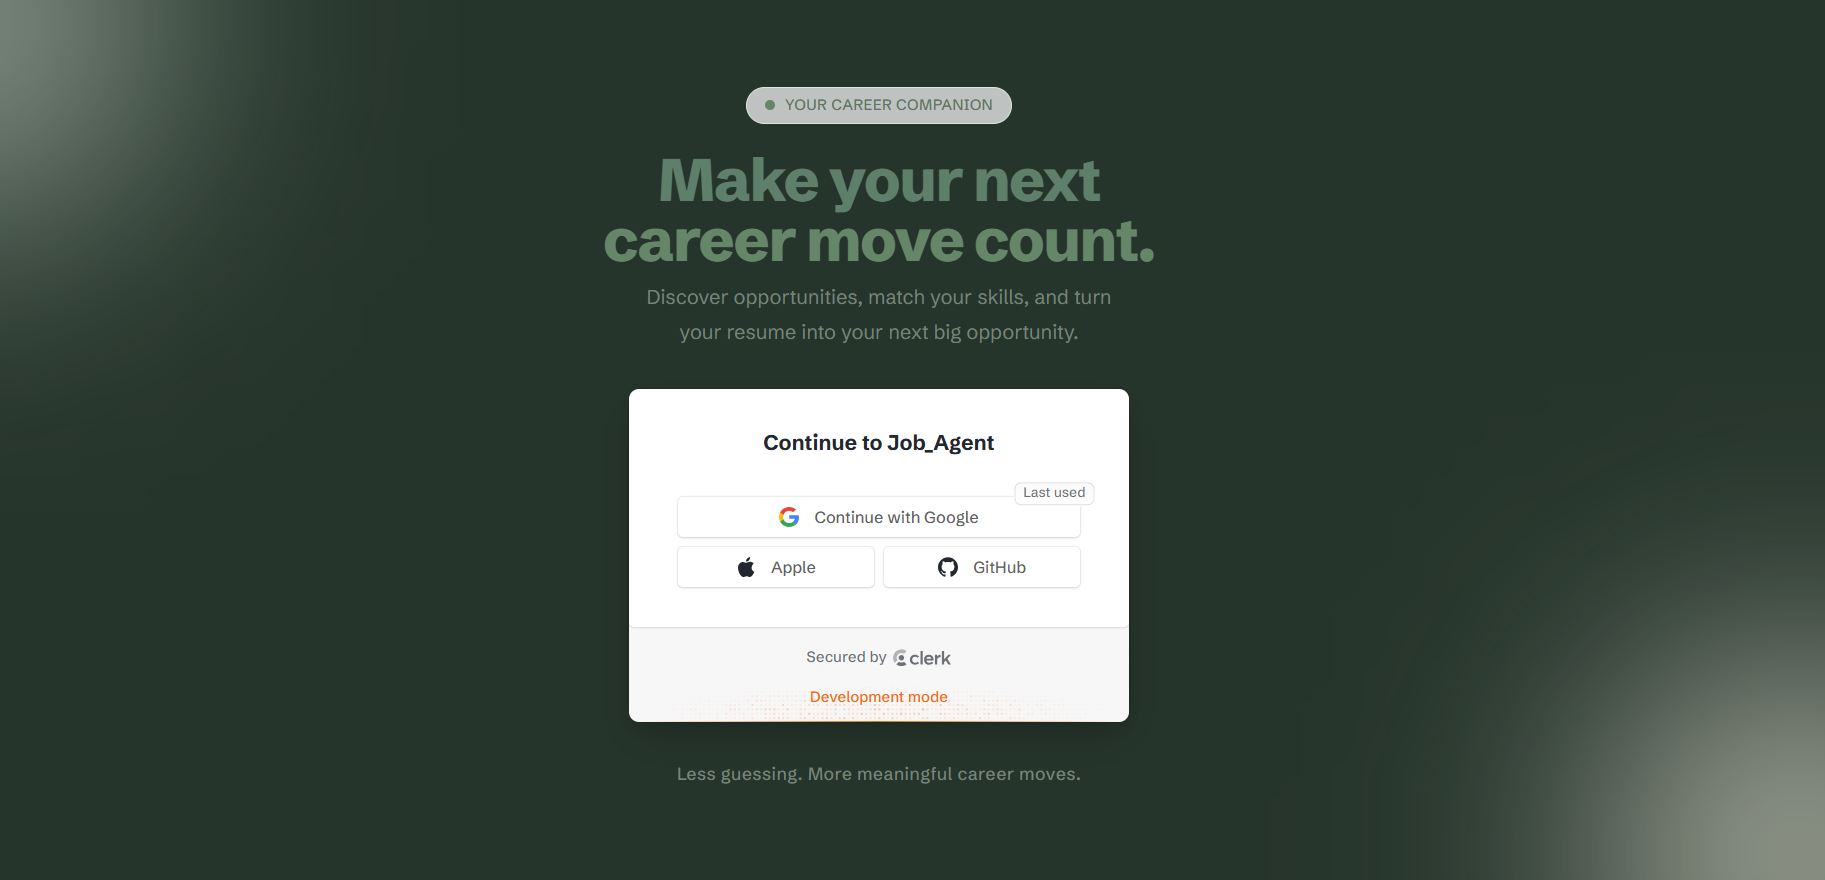 YOUR CAREER COMPANION
Make your next
career move count.
Discover opportunities, match your skills, and turn
your resume into your next big opportunity.
Continue to Job_Agent
Last used
Continue with Google
Apple
GitHub
Secured by clerk
Development mode
Less guessing. More meaningful career moves.